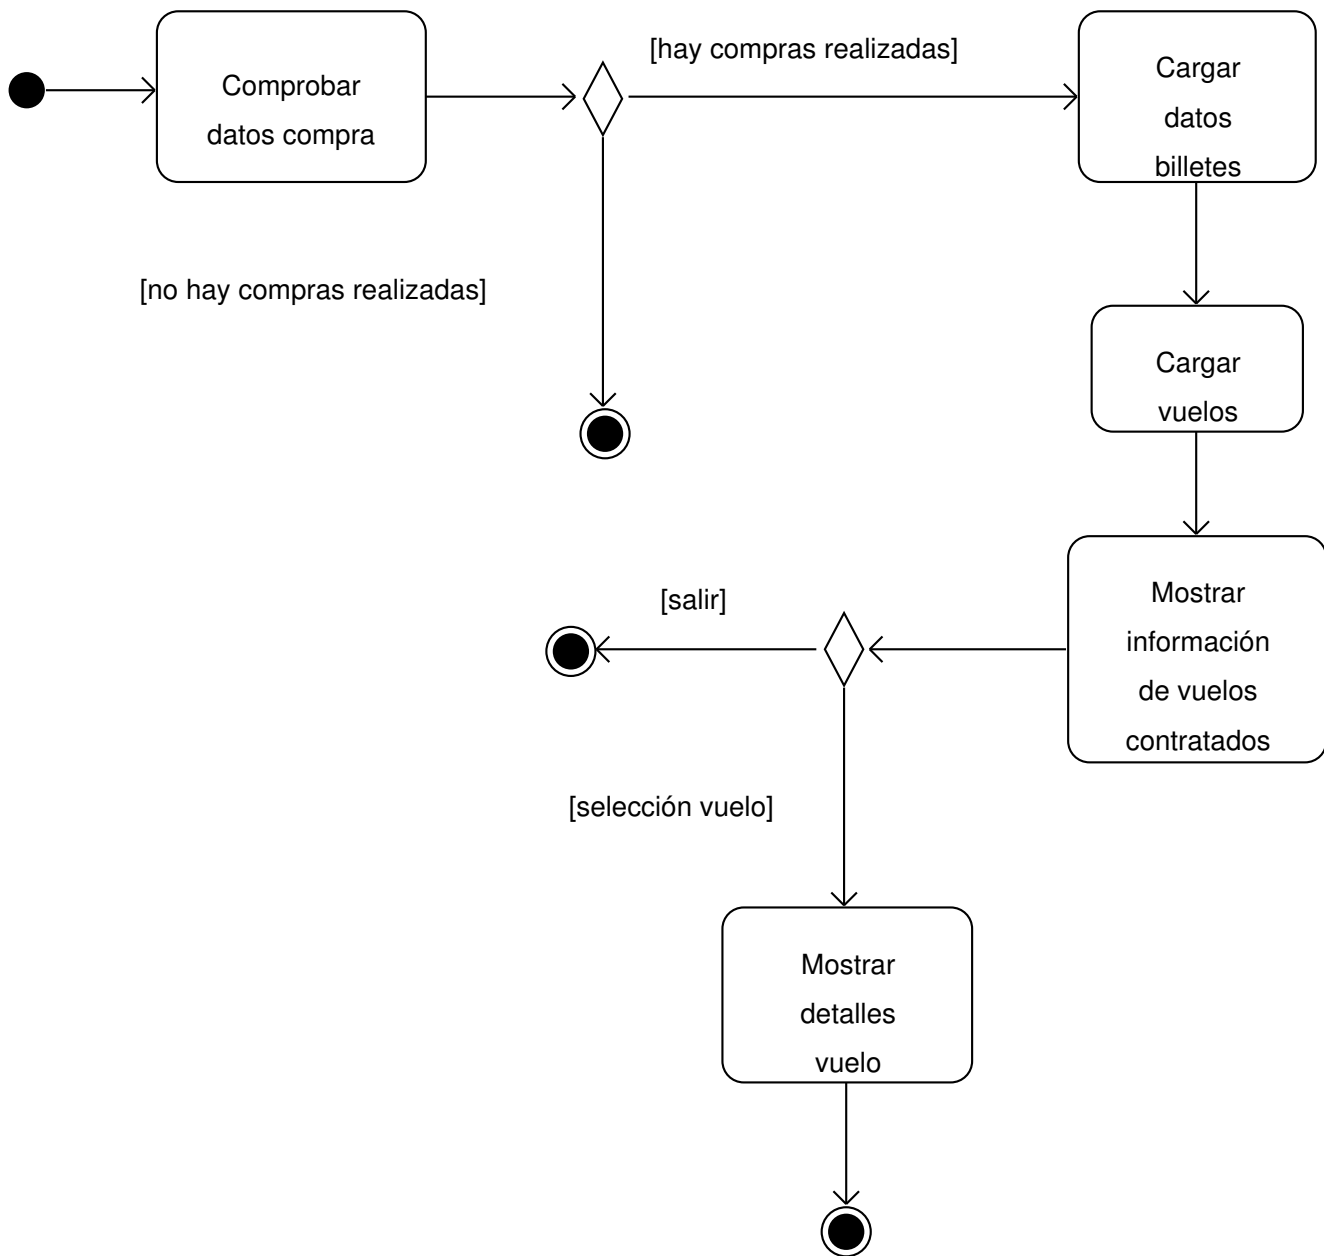 Comprobar
datos compra
[hay compras realizadas]
Cargar
datos
billetes
[no hay compras realizadas]
Cargar
vuelos
Mostrar
información
de vuelos
contratados
[salir]
[selección vuelo]
Mostrar
detalles
vuelo